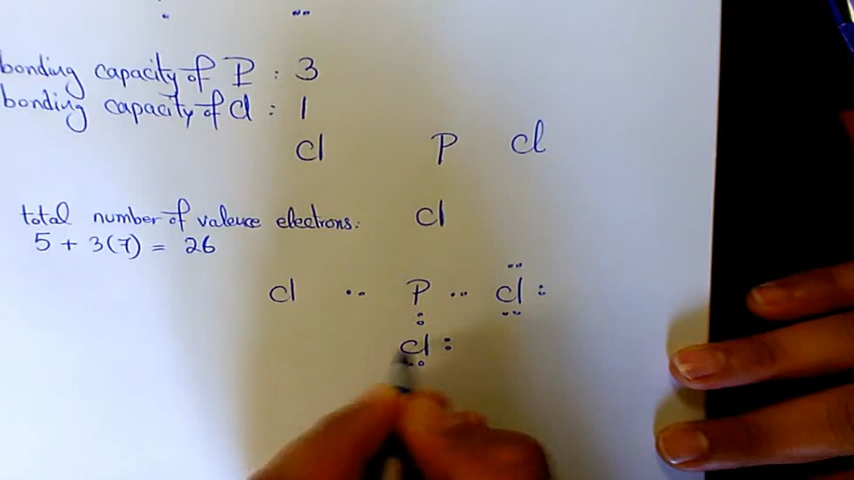 bonding capacity of P : 3
bonding capacity of Cl : 1
Cl P Cl
total number of valence electrons: Cl
5 + 3(7) = 26
Cl •• P •• Cl :
Cl :